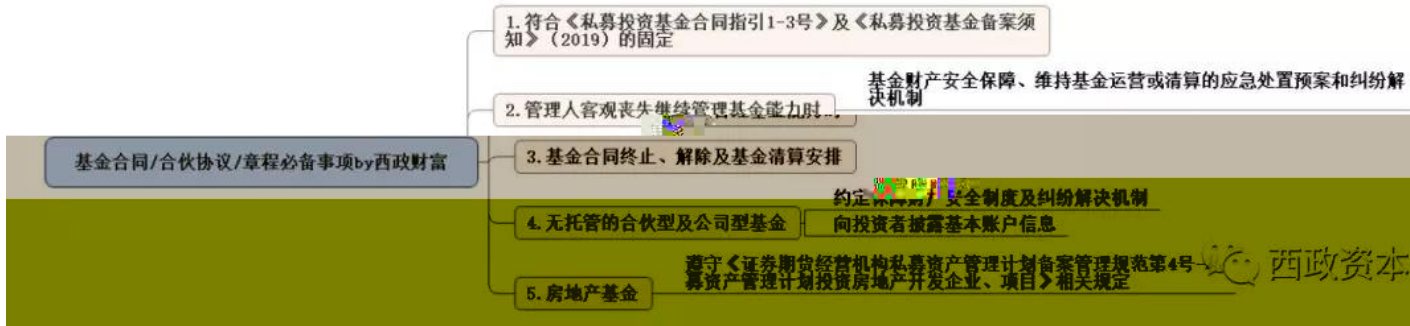 1.符合《私募投资基金合同指引1-3号》及《私募投资基金备案须
知》（2019）的固定
基金财产安全保障、维持基金运营或清算的应急处置预案和纠纷解
决机制
2.管理人客观丧失继续管理基金能力时
基金合同/合伙协议/章程必备事项by西政财富
3.基金合同终止、解除及基金清算安排
约定保障财产安全制度及纠纷解决机制
4.无托管的合伙型及公司型基金
向投资者披露基本账户信息
遵守《证券期货经营机构私募资产管理计划备案管理规范第4号
募资产管理计划投资房地产开发企业、项目》相关规定
5.房地产基金
西政资本